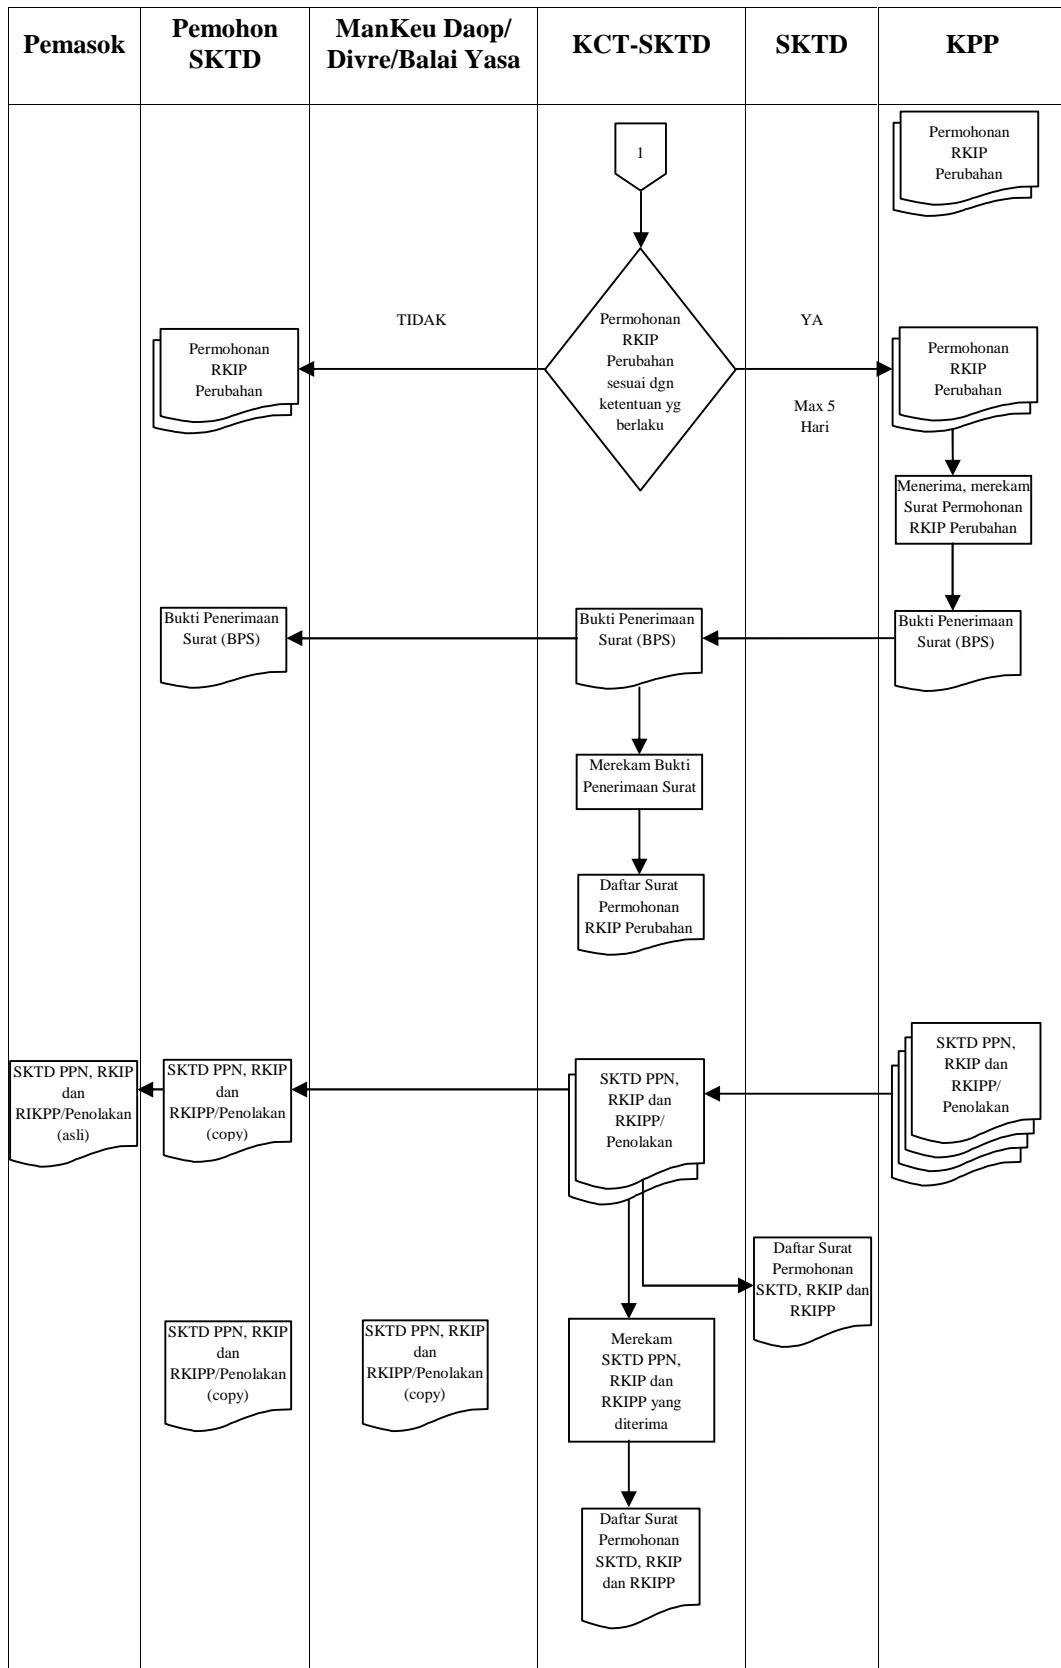 Pemasok
Pemohon
SKTD
ManKeu Daop/
Divre/Balai Yasa
KCT-SKTD
SKTD
KPP
1
Permohonan
RKIP
Perubahan
TIDAK
Permohonan
RKIP
Perubahan
sesuai dgn
ketentuan yg
berlaku
YA
Max 5
Hari
Permohonan
RKIP
Perubahan
Permohonan
RKIP
Perubahan
Menerima, merekam
Surat Permohonan
RKIP Perubahan
Bukti Penerimaan
Surat (BPS)
Bukti Penerimaan
Surat (BPS)
Bukti Penerimaan
Surat (BPS)
Merekam Bukti
Penerimaan Surat
Daftar Surat
Permohonan
RKIP Perubahan
SKTD PPN, RKIP
dan
RIKPP/Penolakan
(asli)
SKTD PPN, RKIP
dan
RKIPP/Penolakan
(copy)
SKTD PPN,
RKIP dan
RKIPP/
Penolakan
SKTD PPN,
RKIP dan
RKIPP/
Penolakan
Daftar Surat
Permohonan
SKTD, RKIP dan
RKIPP
SKTD PPN, RKIP
dan
RKIPP/Penolakan
(copy)
SKTD PPN, RKIP
dan
RKIPP/Penolakan
(copy)
Merekam
SKTD PPN,
RKIP dan
RKIPP yang
diterima
Daftar Surat
Permohonan
SKTD, RKIP
dan RKIPP